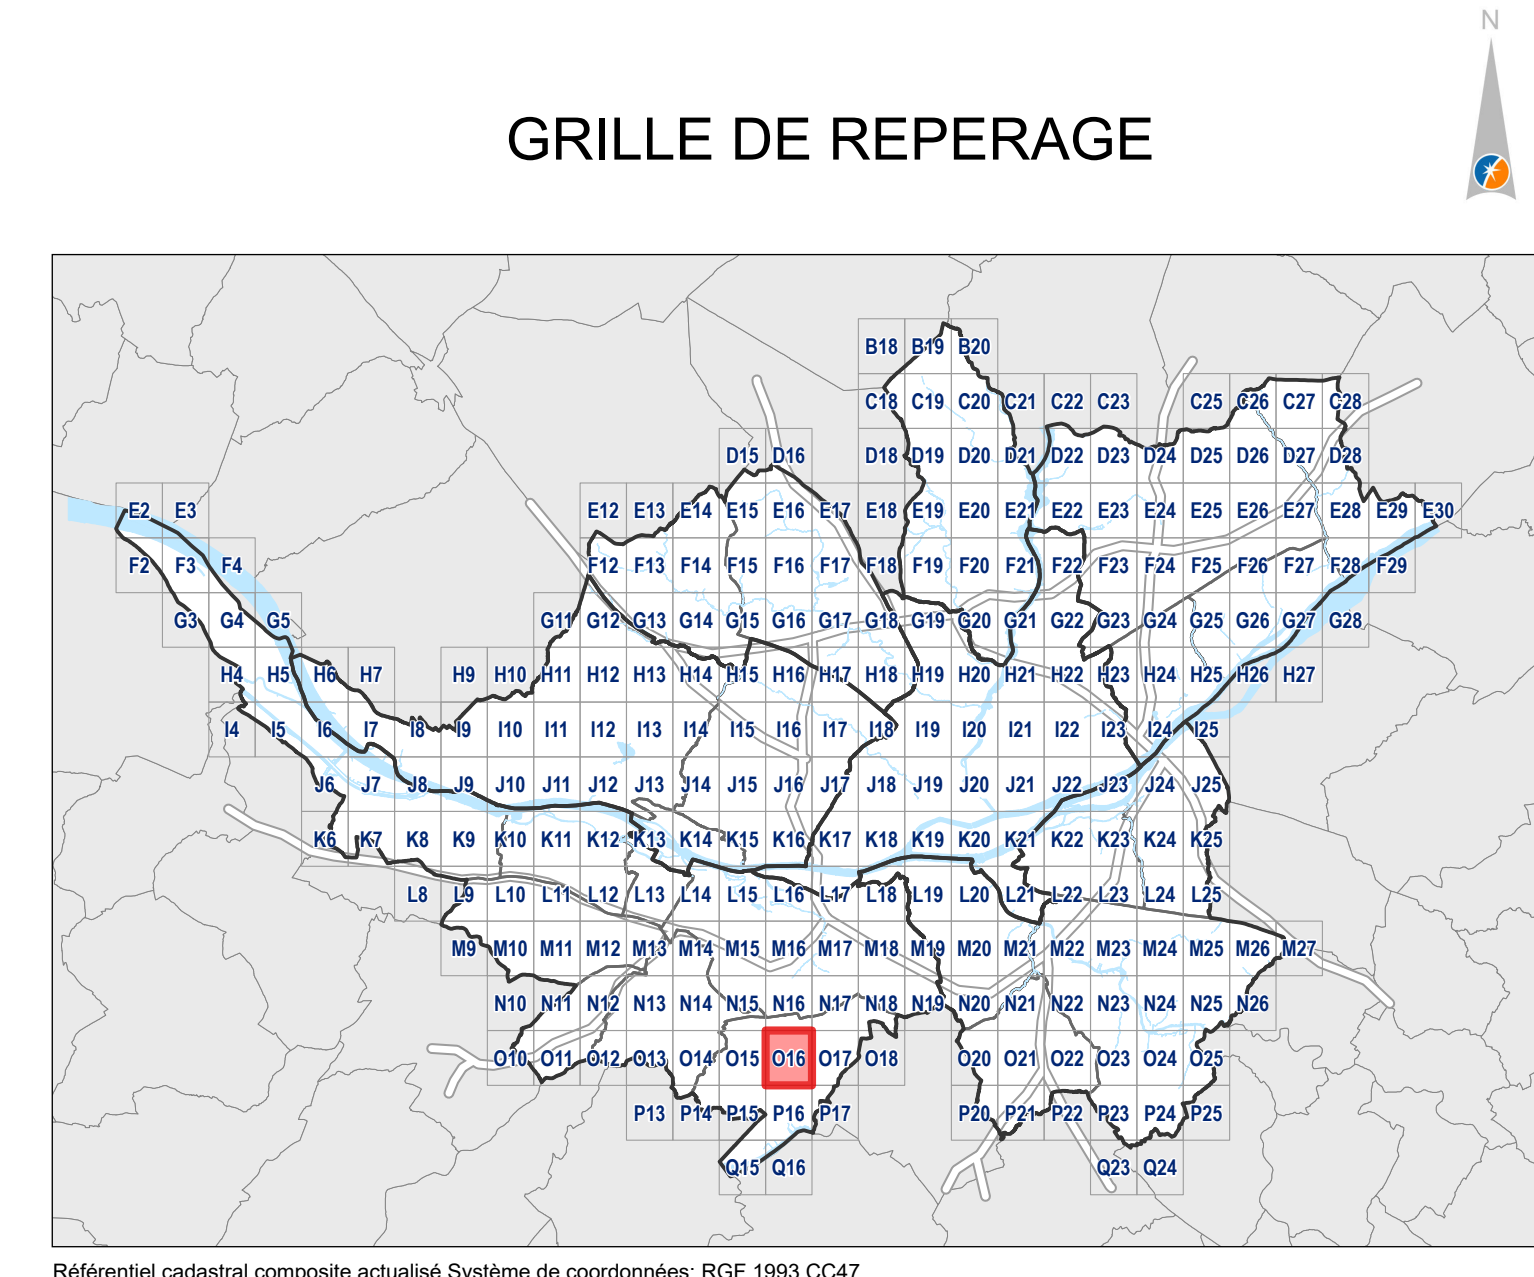 N
GRILLE DE REPERAGE
B18 B19 B20
C18 C19 C20 C21 C22 C23 C25 C26 C27 C28
D15 D16 D18 D19 D20 D21 D22 D23 D24 D25 D26 D27 D28
E2 E3 E12 E13 E14 E15 E16 E17 E18 E19 E20 E21 E22 E23 E24 E25 E26 E27 E28 E29 E30
F2 F3 F4 F12 F13 F14 F15 F16 F17 F18 F19 F20 F21 F22 F23 F24 F25 F26 F27 F28 F29
G3 G4 G5 G11 G12 G13 G14 G15 G16 G17 G18 G19 G20 G21 G22 G23 G24 G25 G26 G27 G28
H4 H5 H6 H7 H9 H10 H11 H12 H13 H14 H15 H16 H17 H18 H19 H20 H21 H22 H23 H24 H25 H26 H27
I4 I5 I6 I7 I8 I9 I10 I11 I12 I13 I14 I15 I16 I17 I18 I19 I20 I21 I22 I23 I24 I25
J6 J7 J8 J9 J10 J11 J12 J13 J14 J15 J16 J17 J18 J19 J20 J21 J22 J23 J24 J25
K6 K7 K8 K9 K10 K11 K12 K13 K14 K15 K16 K17 K18 K19 K20 K21 K22 K23 K24 K25
L8 L9 L10 L11 L12 L13 L14 L15 L16 L17 L18 L19 L20 L21 L22 L23 L24 L25
M9 M10 M11 M12 M13 M14 M15 M16 M17 M18 M19 M20 M21 M22 M23 M24 M25 M26 M27
N10 N11 N12 N13 N14 N15 N16 N17 N18 N19 N20 N21 N22 N23 N24 N25 N26
O10 O11 O12 O13 O14 O15 O16 O17 O18 O20 O21 O22 O23 O24 O25
P13 P14 P15 P16 P17 P20 P21 P22 P23 P24 P25
Q15 Q16 Q23 Q24
Référentiel cadastral composite actualisé Système de coordonnées: RGF 1993 CC47